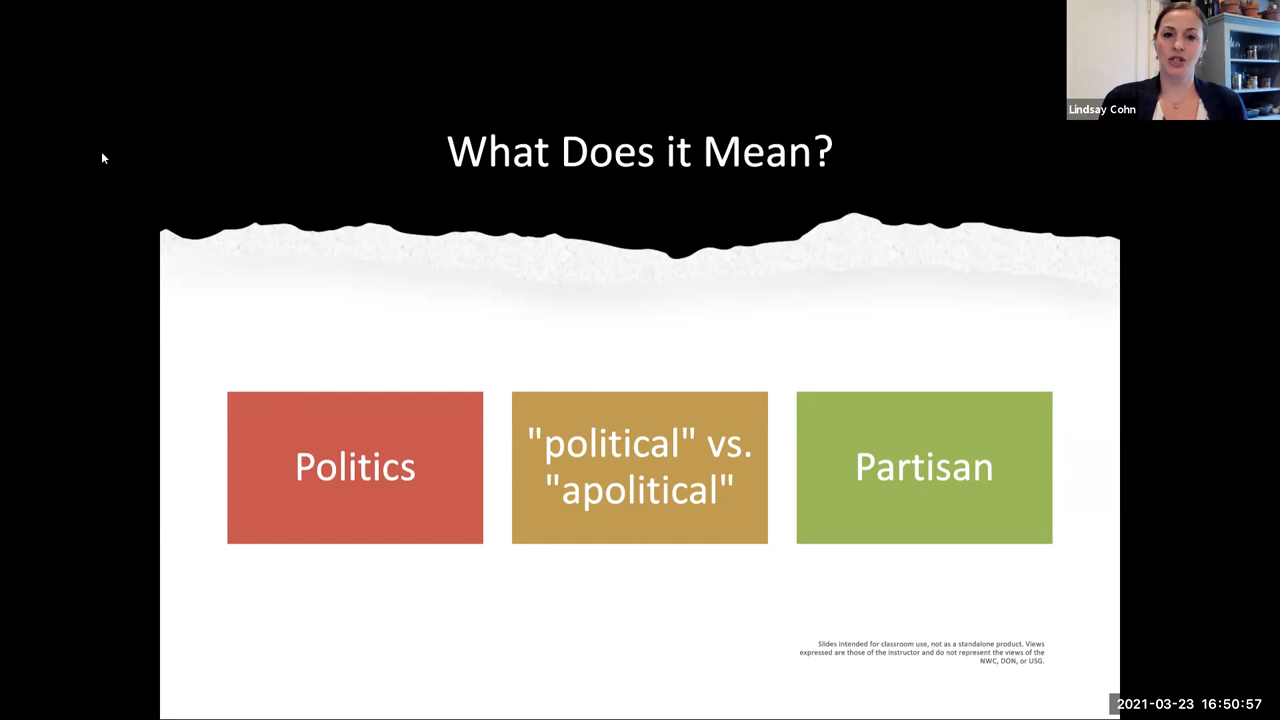 Lindsay Cohn
What Does it Mean?
Politics
"political" vs.
"apolitical"
Partisan
Slides intended for classroom use, not as a standalone product. Views
expressed are those of the instructor and do not represent the views of the
NWC, DON, or USG.
2021-03-23 16:50:57